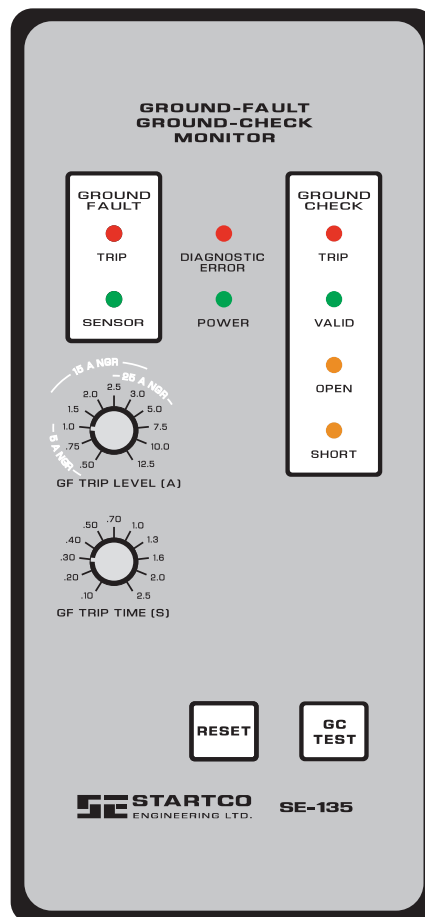 GROUND-FAULT
GROUND-CHECK
MONITOR
GROUND
FAULT
TRIP
SENSOR
DIAGNOSTIC
ERROR
POWER
GROUND
CHECK
TRIP
VALID
OPEN
SHORT
5 A NGR
15 A NGR
25 A NGR
.50
.75
1.0
1.5
2.0
2.5
3.0
5.0
7.5
10.0
12.5
GF TRIP LEVEL (A)
.10
.20
.30
.40
.50
.70
1.0
1.3
1.6
2.0
2.5
GF TRIP TIME (S)
RESET
GC
TEST
SE STARTCO
ENGINEERING LTD.
SE-135